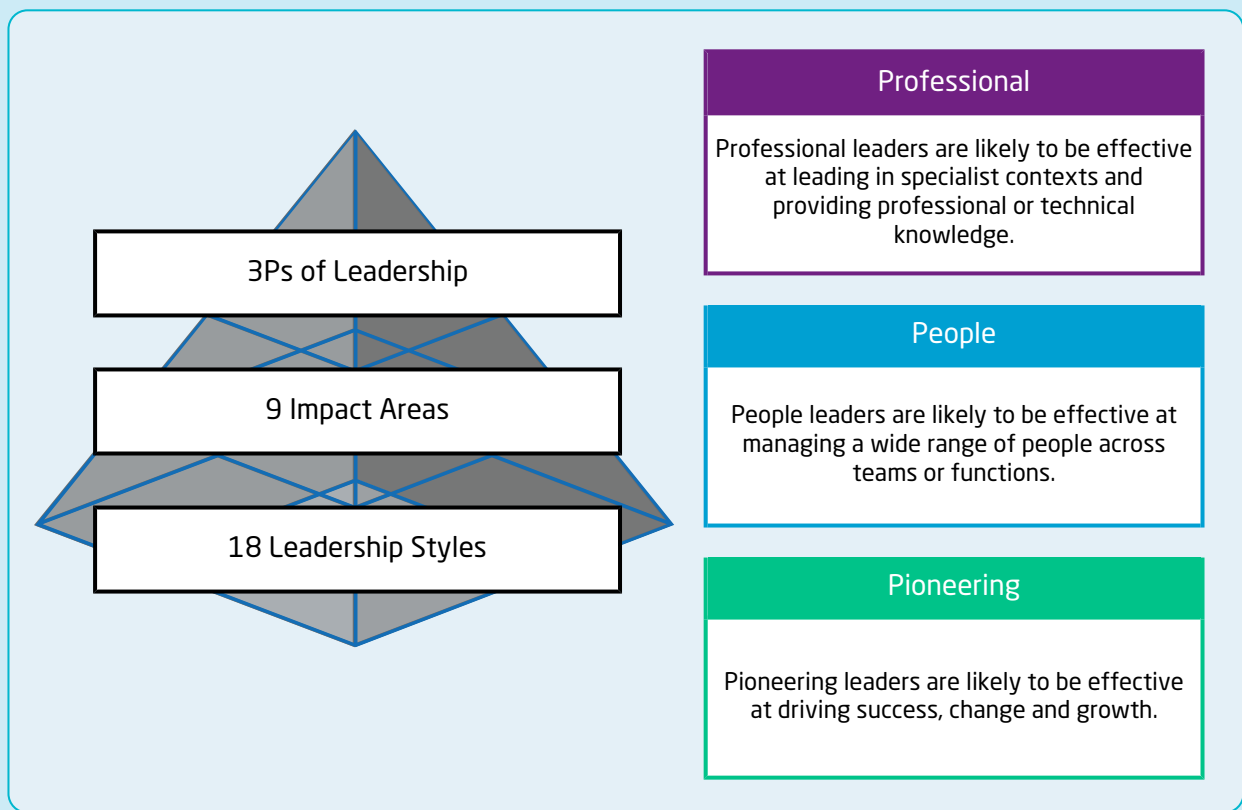 3Ps of Leadership
9 Impact Areas
18 Leadership Styles
Professional
Professional leaders are likely to be effective
at leading in specialist contexts and
providing professional or technical
knowledge.
People
People leaders are likely to be effective at
managing a wide range of people across
teams or functions.
Pioneering
Pioneering leaders are likely to be effective
at driving success, change and growth.